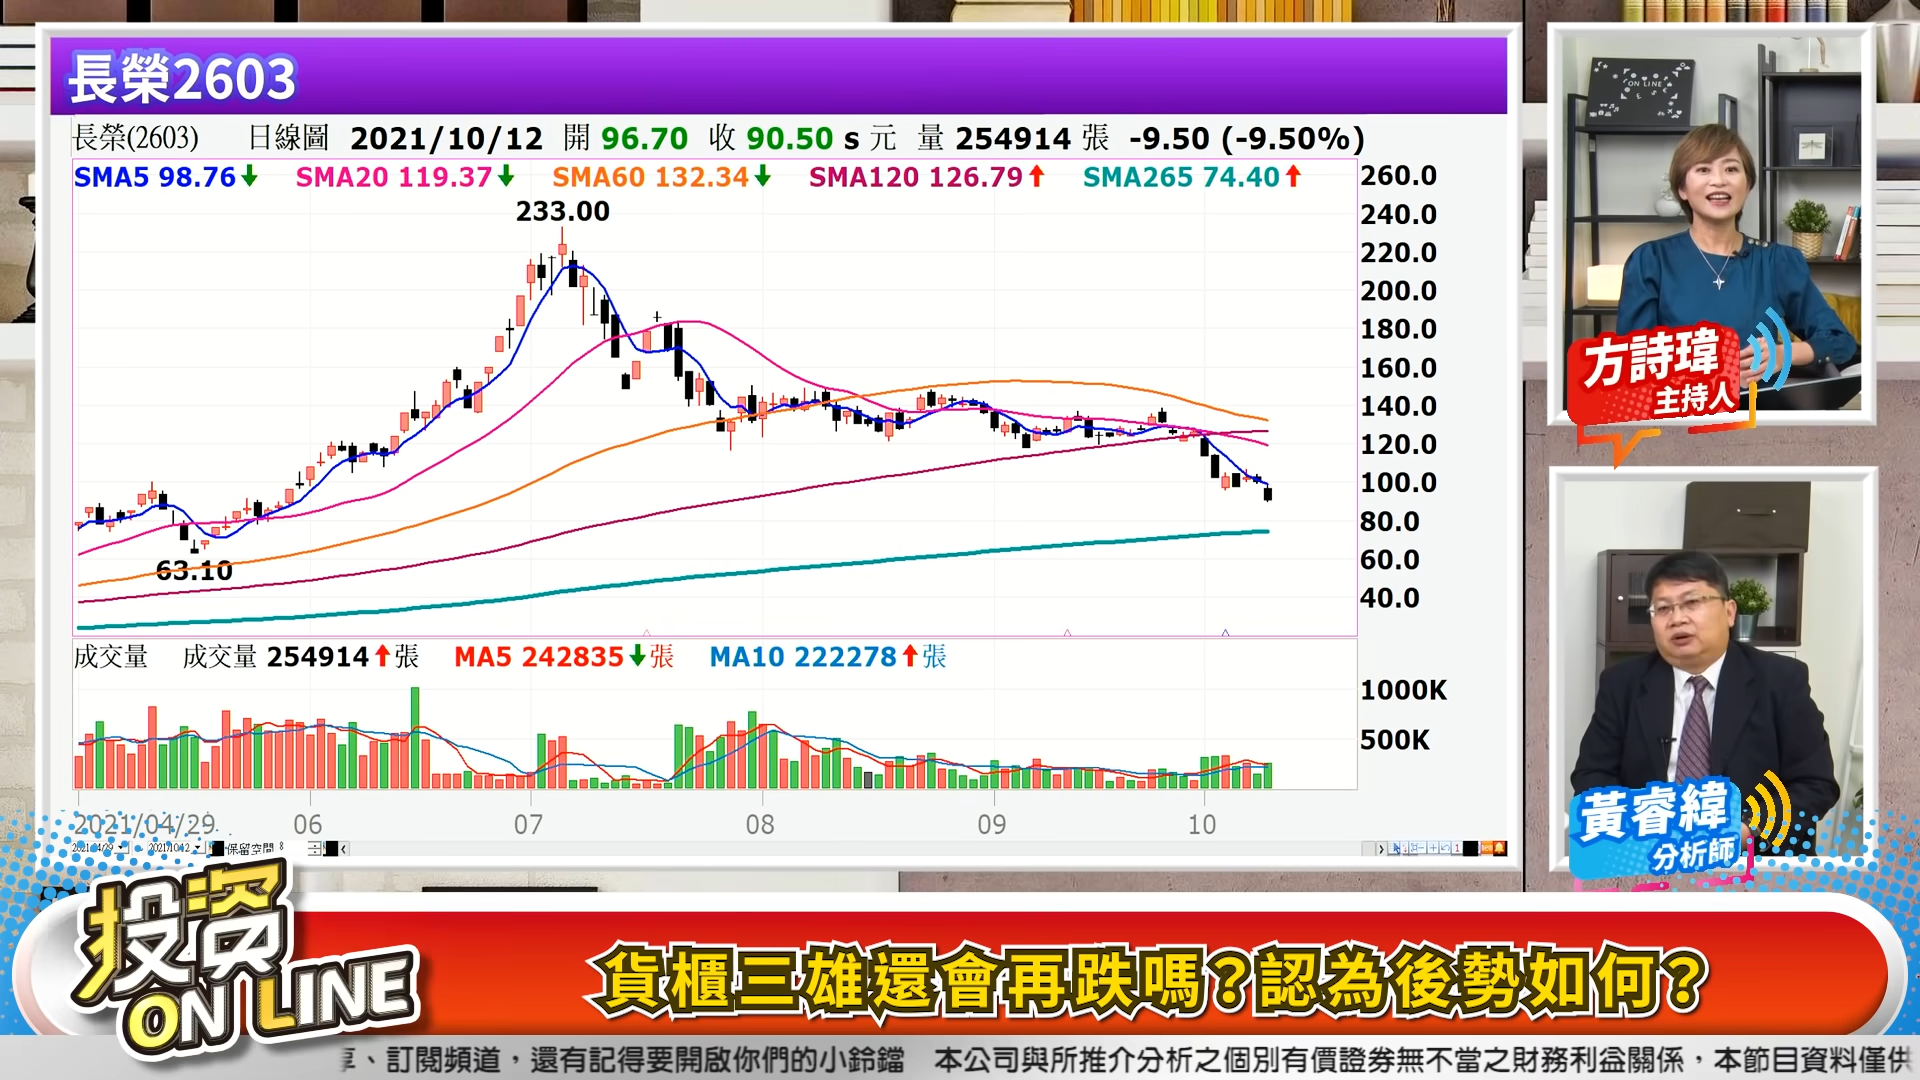 長榮2603
長榮(2603) 日線圖 2021/10/12 開 96.70 收 90.50 s 元 量 254914 張 -9.50 (-9.50%)
SMA5 98.76↓ SMA20 119.37↓ SMA60 132.34↓ SMA120 126.79↑ SMA265 74.40↑
233.00
63.10
260.0
240.0
220.0
200.0
180.0
160.0
140.0
120.0
100.0
80.0
60.0
40.0
成交量 成交量 254914↑張 MA5 242835↓張 MA10 222278↑張
1000K
500K
2021/04/29 06 07 08 09 10
保留空間
ON LINE
方詩瑋
主持人
黃睿緯
分析師
投資
ON LINE
貨櫃三雄還會再跌嗎？認為後勢如何？
、訂閱頻道，還有記得要開啟你們的小鈴鐺 本公司與所推介分析之個別有價證券無不當之財務利益關係，本節目資料僅供